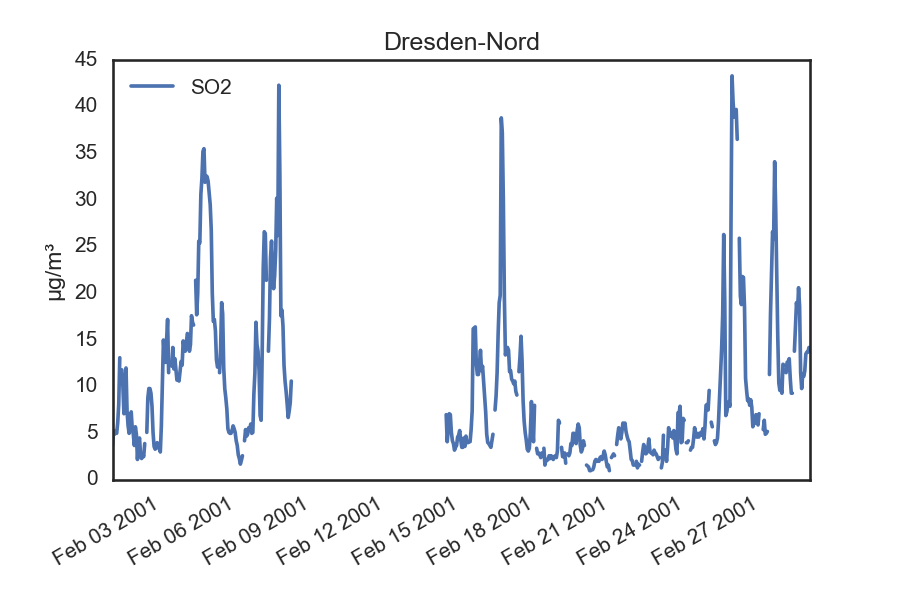 Dresden-Nord
SO2
µg/m³
45
40
35
30
25
20
15
10
5
0
Feb 03 2001
Feb 06 2001
Feb 09 2001
Feb 12 2001
Feb 15 2001
Feb 18 2001
Feb 21 2001
Feb 24 2001
Feb 27 2001